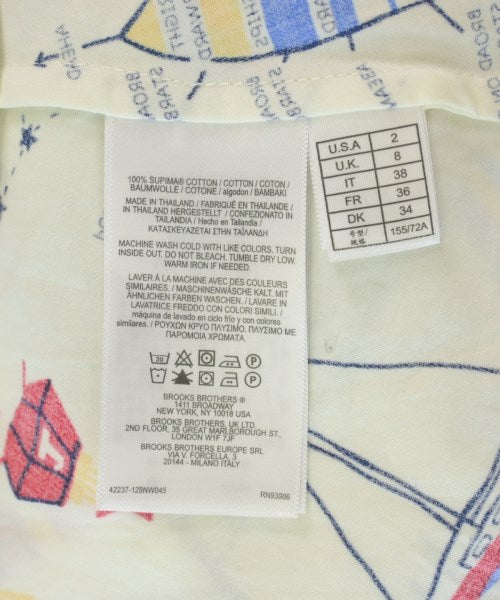 100% SUPIMA® COTTON / COTTON / COTON /
BAUMWOLLE / COTONE / algodon / BAMBAKI
MADE IN THAILAND / FABRIQUÉ EN THAILANDE /
IN THAILAND HERGESTELLT / CONFEZIONATO IN
TAILANDIA / Hecho en Tailandia /
ΚΑΤΑΣΚΕΥΑΖΕΤΑΙ ΣΤΗΝ ΤΑΪΛΑΝΔΗ
MACHINE WASH COLD WITH LIKE COLORS. TURN
INSIDE OUT. DO NOT BLEACH. TUMBLE DRY LOW.
WARM IRON IF NEEDED.
LAVER À LA MACHINE AVEC DES COULEURS
SIMILAIRES. / MASCHINENWÄSCHE KALT. MIT
ÄHNLICHEN FARBEN WASCHEN. / LAVARE IN
LAVATRICE FREDDO CON COLORI SIMILI. /
máquina de lavado en ciclo frío y con colores
similares. / ΡΟΥΧΩΝ ΚΡΥΟ ΠΛΥΣΙΜΟ. ΠΛΥΣΙΜΟ ΜΕ
ΠΑΡΟΜΟΙΑ ΧΡΩΜΑΤΑ.
30
P
P
BROOKS BROTHERS ®
1411 BROADWAY
NEW YORK, NY 10018 USA
BROOKS BROTHERS, UK LTD.
2ND FLOOR, 35 GREAT MARLBOROUGH ST.,
LONDON W1F 7JF
BROOKS BROTHERS EUROPE SRL
VIA V. FORCELLA, 3
20144 - MILANO ITALY
42237-128NW045 RN93986
U.S.A 2
U.K. 8
IT 38
FR 36
DK 34
号型/规格 155/72A